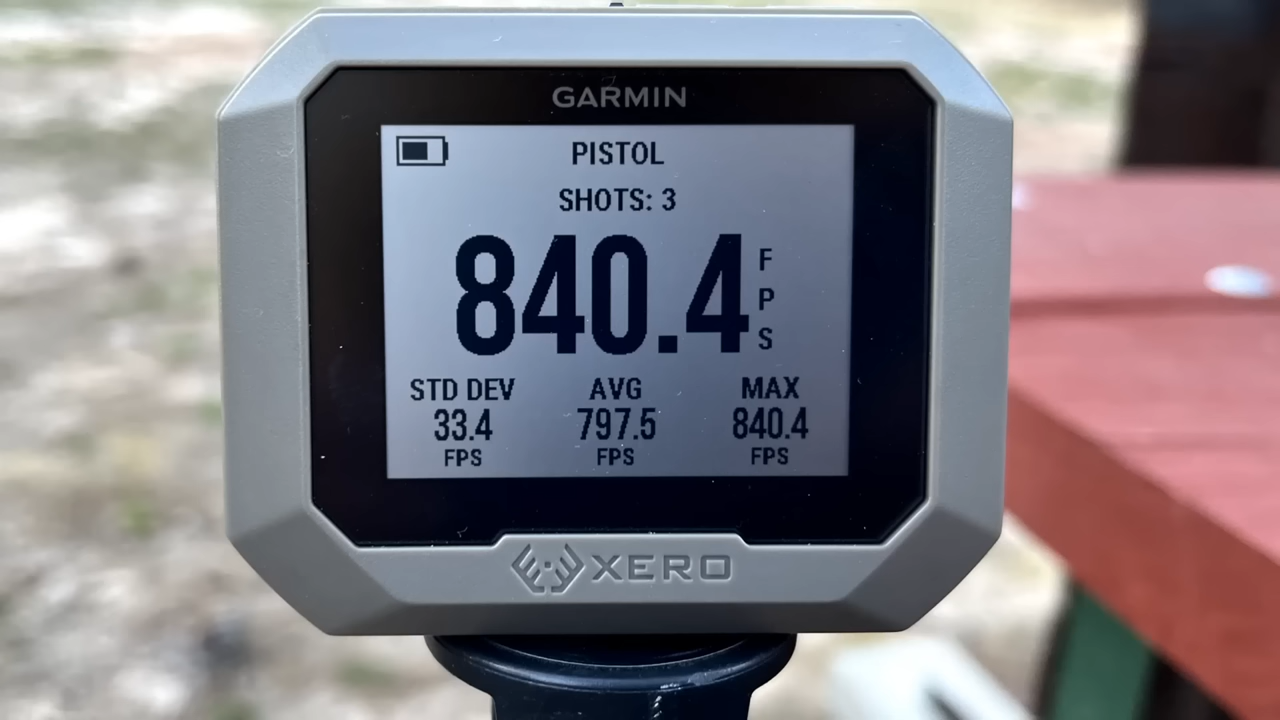 GARMIN
PISTOL
SHOTS: 3
840.4 FPS
STD DEV AVG MAX
33.4 797.5 840.4
FPS FPS FPS
XERO